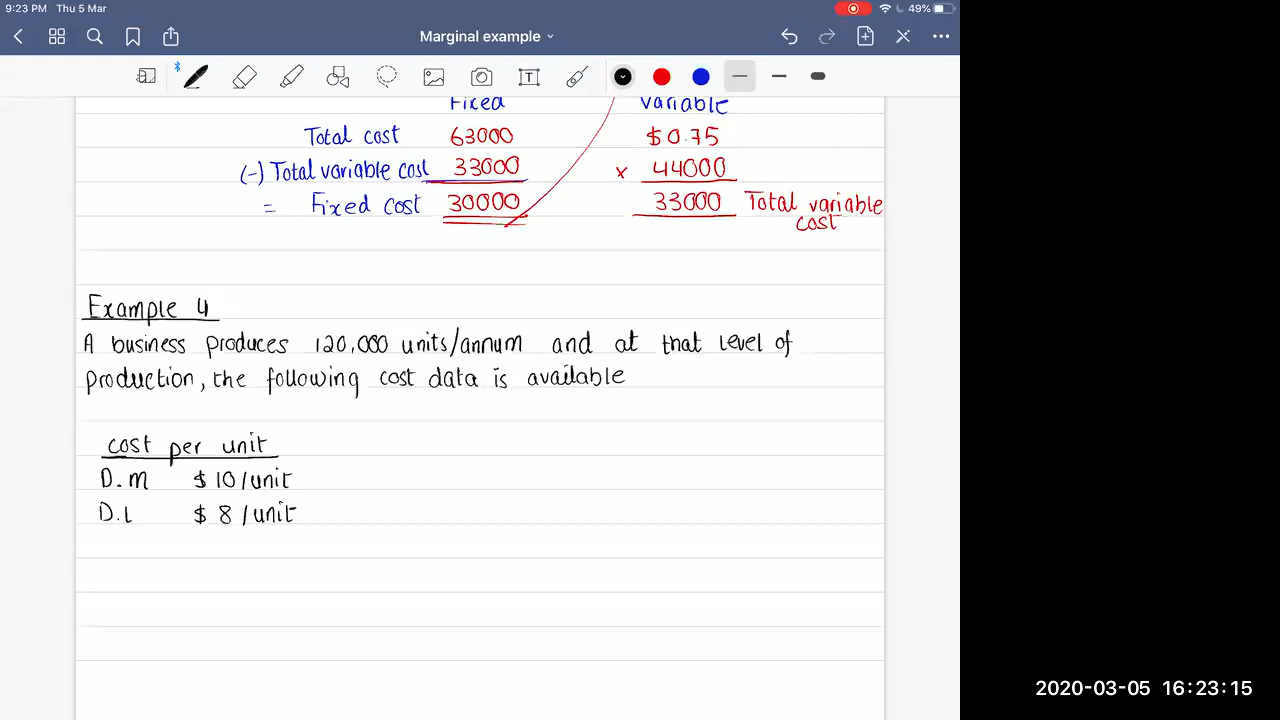 9:23 PM Thu 5 Mar
49%
Marginal example
Fixed Variable
Total cost 63000 $0.75
(-) Total variable cost 33000 x 44000
= Fixed cost 30000 33000 Total variable
cost
Example 4
A business produces 120,000 units/annum and at that level of
production, the following cost data is available
cost per unit
D.m $ 10/unit
D.L $ 8/unit
2020-03-05 16:23:15